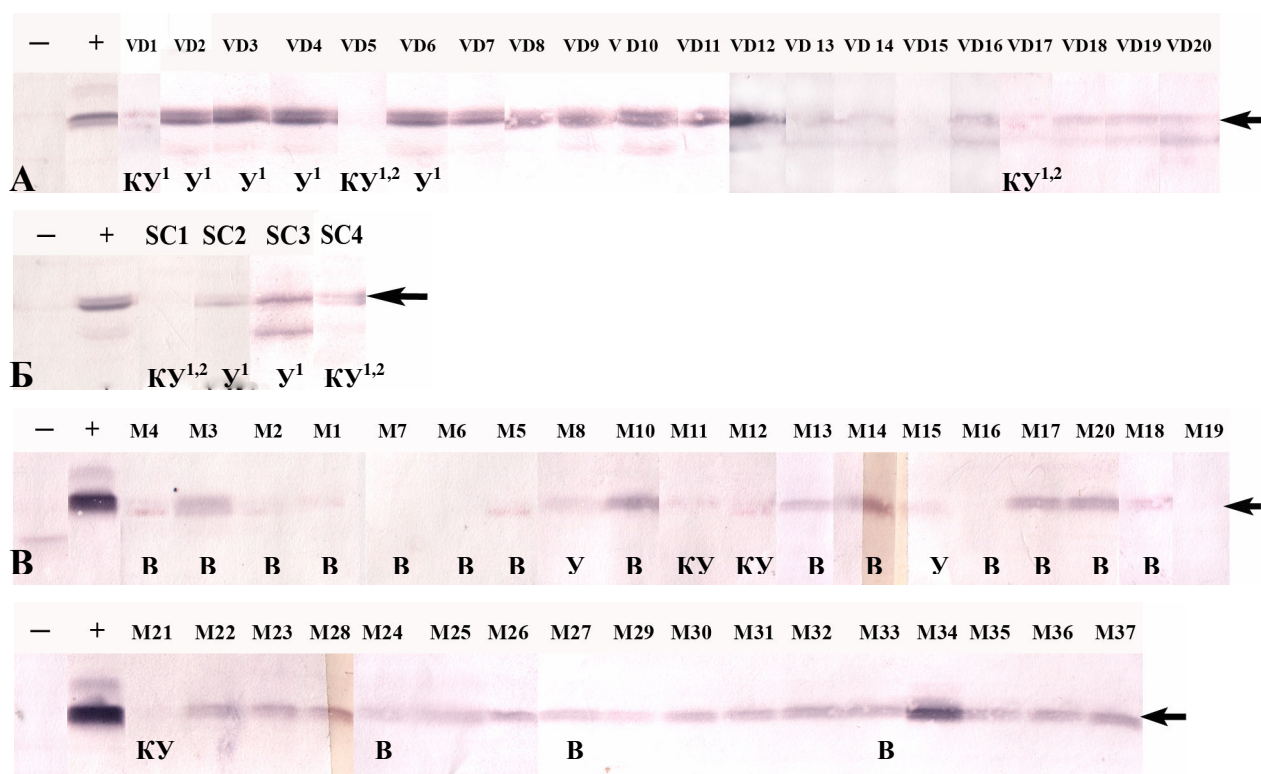 – + VD1 VD2 VD3 VD4 VD5 VD6 VD7 VD8 VD9 V D10 VD11 VD12 VD 13 VD 14 VD15 VD16 VD17 VD18 VD19 VD20
А КУ¹ У¹ У¹ У¹ КУ¹,² У¹ КУ¹,²
– + SC1 SC2 SC3 SC4
Б КУ¹,² У¹ У¹ КУ¹,²
– + M4 M3 M2 M1 M7 M6 M5 M8 M10 M11 M12 M13 M14 M15 M16 M17 M20 M18 M19
В В В В В В В В У В КУ КУ В В У В В В В
– + M21 M22 M23 M28 M24 M25 M26 M27 M29 M30 M31 M32 M33 M34 M35 M36 M37
КУ В В В